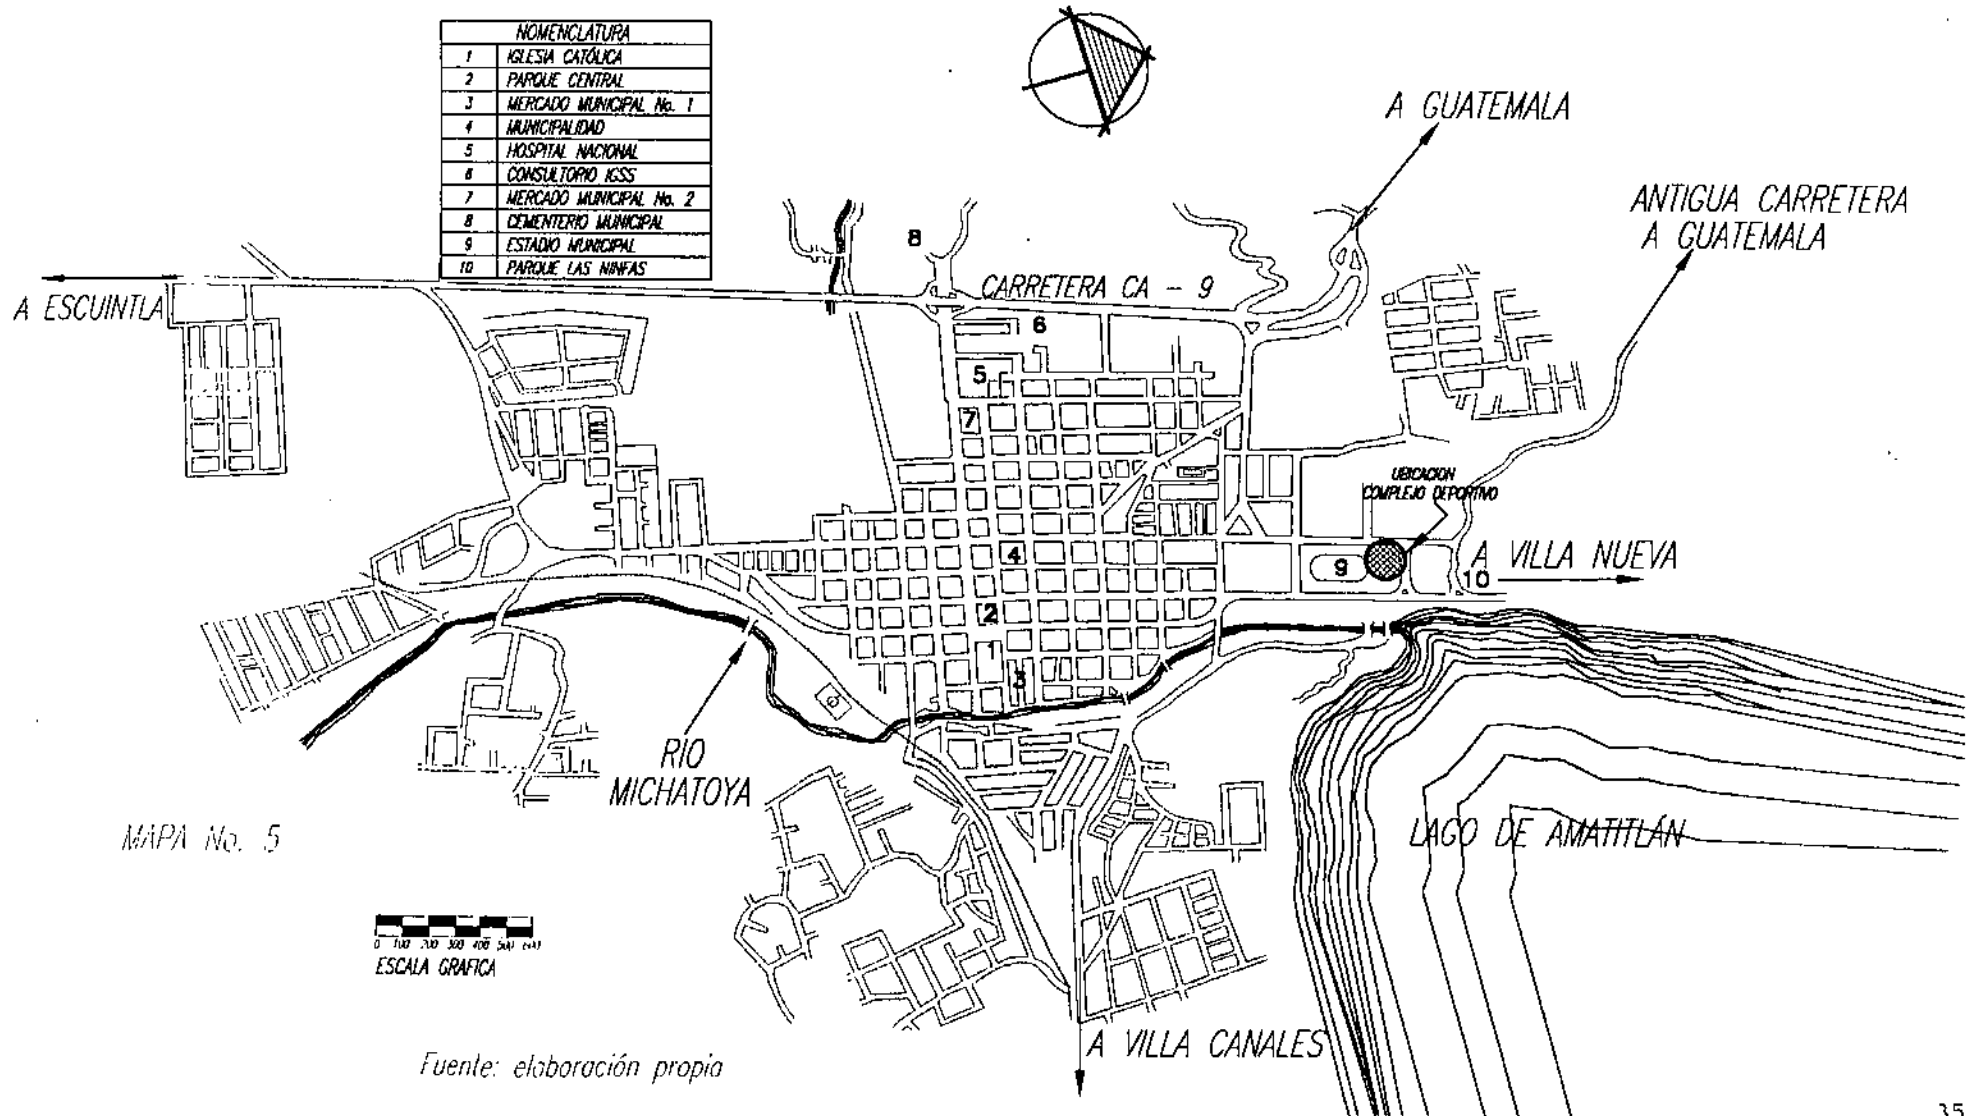 NOMENCLATURA
1 IGLESIA CATÓLICA
2 PARQUE CENTRAL
3 MERCADO MUNICIPAL No. 1
4 MUNICIPALIDAD
5 HOSPITAL NACIONAL
6 CONSULTORIO IGSS
7 MERCADO MUNICIPAL No. 2
8 CEMENTERIO MUNICIPAL
9 ESTADIO MUNICIPAL
10 PARQUE LAS NINFAS
A GUATEMALA
ANTIGUA CARRETERA
A GUATEMALA
8
A ESCUINTLA
CARRETERA CA - 9
6
5
7
UBICACION
COMPLEJO DEPORTIVO
4
9
A VILLA NUEVA
10
2
1
3
RIO
MICHATOYA
LAGO DE AMATITLÁN
MAPA No. 5
0 100 200 300 400 500 600
ESCALA GRAFICA
A VILLA CANALES
Fuente: elaboración propia
35